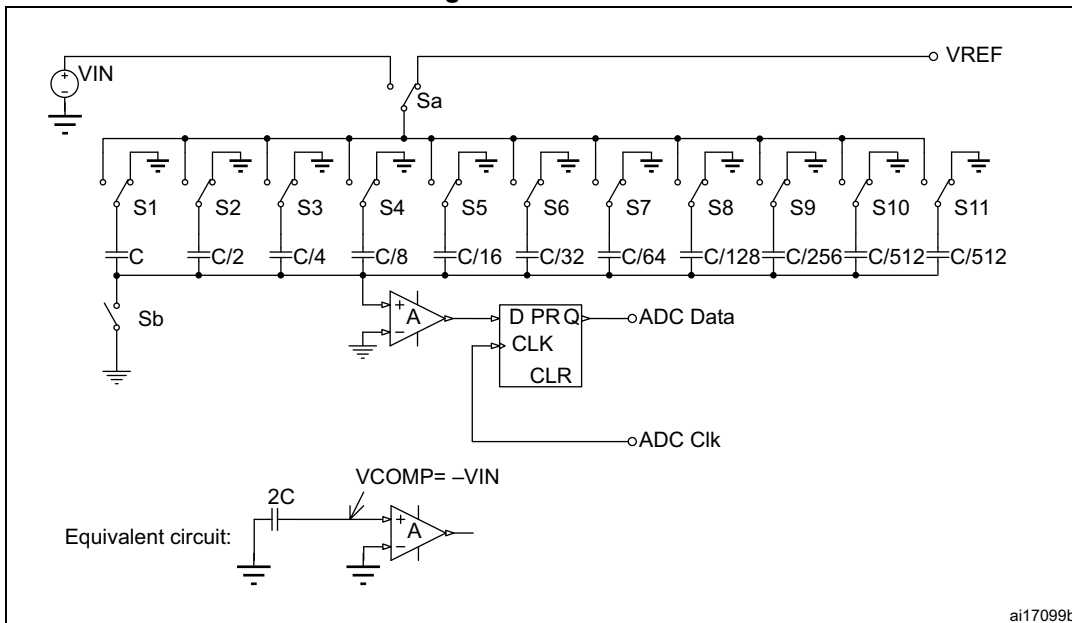 VIN
VREF
Sa
S1 S2 S3 S4 S5 S6 S7 S8 S9 S10 S11
C C/2 C/4 C/8 C/16 C/32 C/64 C/128 C/256 C/512 C/512
Sb
+
A
−
D PR Q
ADC Data
CLK
CLR
ADC Clk
VCOMP= –VIN
2C
+
A
−
Equivalent circuit:
ai17099b